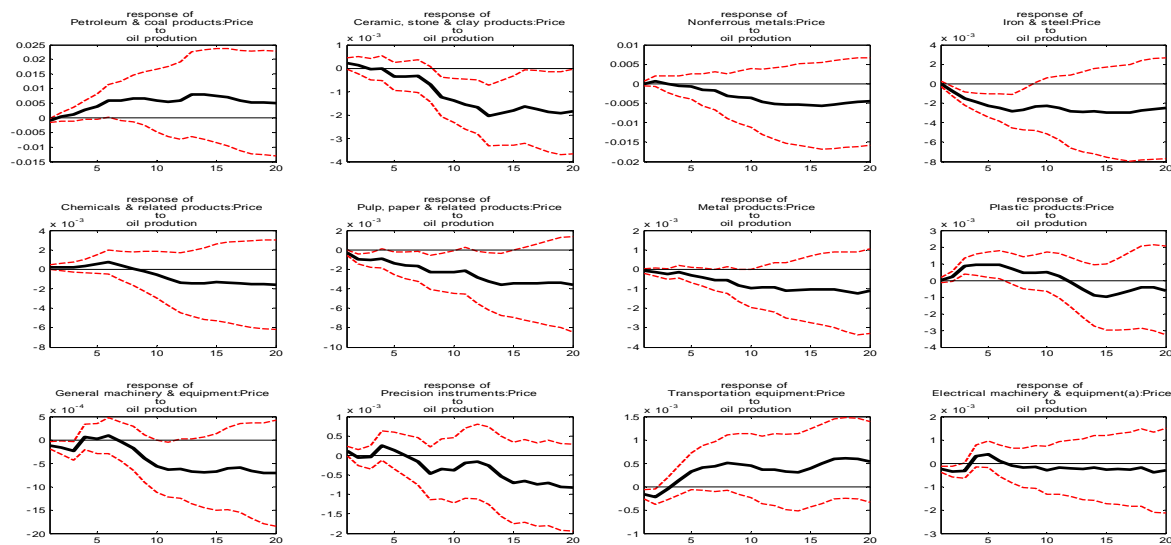 response of
Petroleum & coal products:Price
to
oil prodution
0.025
0.02
0.015
0.01
0.005
0
-0.005
-0.01
-0.015
5 10 15 20
response of
Ceramic, stone & clay products:Price
to
oil prodution
x 10^-3
1
0
-1
-2
-3
-4
5 10 15 20
response of
Nonferrous metals:Price
to
oil prodution
0.01
0.005
0
-0.005
-0.01
-0.015
-0.02
5 10 15 20
response of
Iron & steel:Price
to
oil prodution
x 10^-3
4
2
0
-2
-4
-6
-8
5 10 15 20
response of
Chemicals & related products:Price
to
oil prodution
x 10^-3
4
2
0
-2
-4
-6
-8
5 10 15 20
response of
Pulp, paper & related products:Price
to
oil prodution
x 10^-3
2
0
-2
-4
-6
-8
-10
5 10 15 20
response of
Metal products:Price
to
oil prodution
x 10^-3
2
1
0
-1
-2
-3
-4
5 10 15 20
response of
Plastic products:Price
to
oil prodution
x 10^-3
3
2
1
0
-1
-2
-3
-4
5 10 15 20
response of
General machinery & equipment:Price
to
oil prodution
x 10^-4
5
0
-5
-10
-15
-20
5 10 15 20
response of
Precision instruments:Price
to
oil prodution
x 10^-3
1
0.5
0
-0.5
-1
-1.5
-2
5 10 15 20
response of
Transportation equipment:Price
to
oil prodution
x 10^-3
1.5
1
0.5
0
-0.5
-1
5 10 15 20
response of
Electrical machinery & equipment(a):Price
to
oil prodution
x 10^-3
2
1
0
-1
-2
-3
5 10 15 20